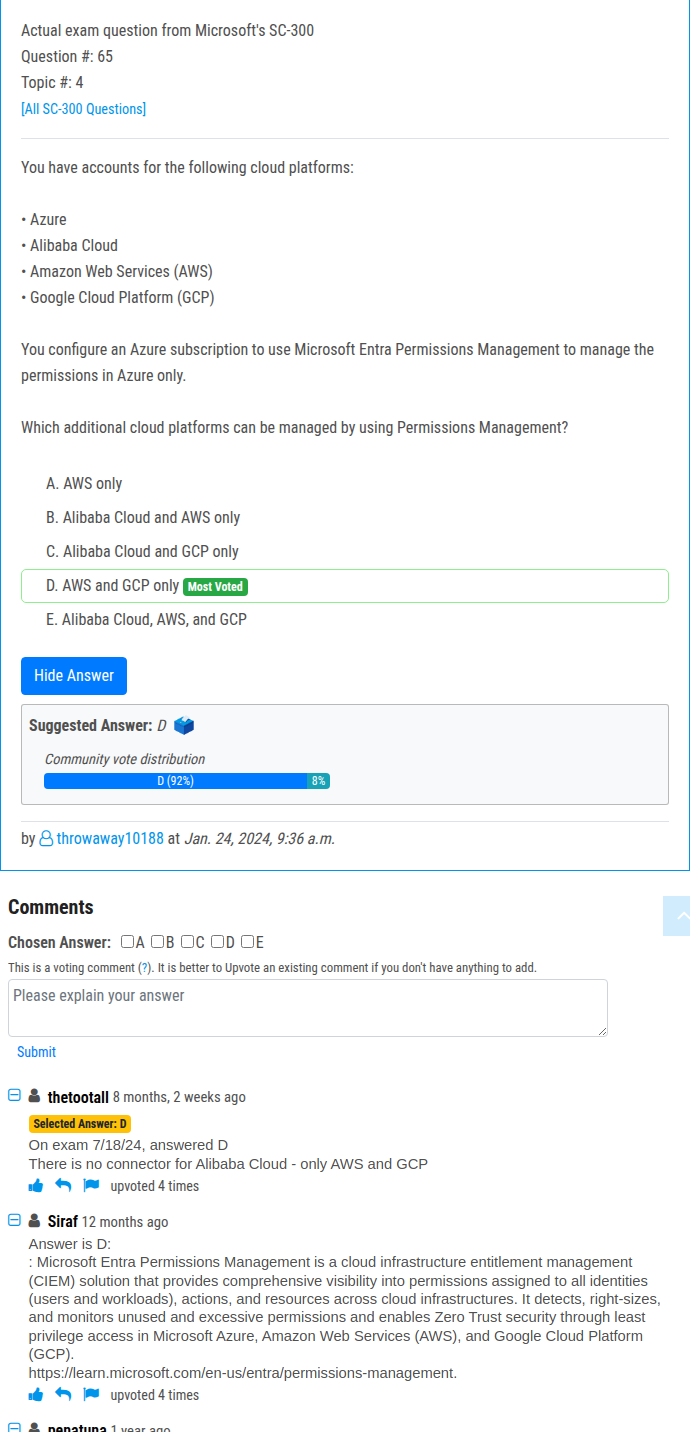 Actual exam question from Microsoft's SC-300
Question #: 65
Topic #: 4
[All SC-300 Questions]
You have accounts for the following cloud platforms:
• Azure
• Alibaba Cloud
• Amazon Web Services (AWS)
• Google Cloud Platform (GCP)
You configure an Azure subscription to use Microsoft Entra Permissions Management to manage the
permissions in Azure only.
Which additional cloud platforms can be managed by using Permissions Management?
A. AWS only
B. Alibaba Cloud and AWS only
C. Alibaba Cloud and GCP only
D. AWS and GCP only Most Voted
E. Alibaba Cloud, AWS, and GCP
Hide Answer
Suggested Answer: D
Community vote distribution
D (92%) 8%
by throwaway10188 at Jan. 24, 2024, 9:36 a.m.
Comments
Chosen Answer: A B C D E
This is a voting comment (?). It is better to Upvote an existing comment if you don't have anything to add.
Please explain your answer
Submit
thetootall 8 months, 2 weeks ago
Selected Answer: D
On exam 7/18/24, answered D
There is no connector for Alibaba Cloud - only AWS and GCP
upvoted 4 times
Siraf 12 months ago
Answer is D:
: Microsoft Entra Permissions Management is a cloud infrastructure entitlement management
(CIEM) solution that provides comprehensive visibility into permissions assigned to all identities
(users and workloads), actions, and resources across cloud infrastructures. It detects, right-sizes,
and monitors unused and excessive permissions and enables Zero Trust security through least
privilege access in Microsoft Azure, Amazon Web Services (AWS), and Google Cloud Platform
(GCP).
https://learn.microsoft.com/en-us/entra/permissions-management.
upvoted 4 times
penatuna 1 year ago